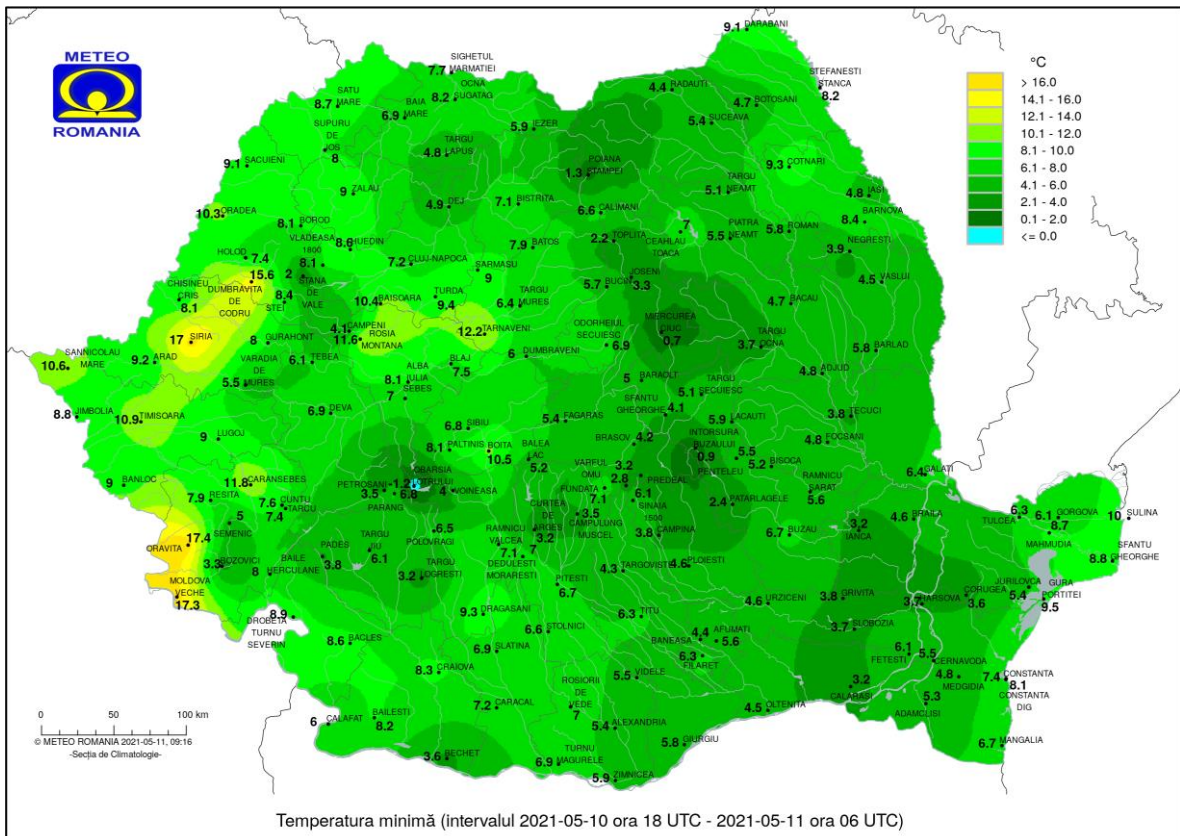 METEO
ROMANIA
°C
> 16.0
14.1 - 16.0
12.1 - 14.0
10.1 - 12.0
8.1 - 10.0
6.1 - 8.0
4.1 - 6.0
2.1 - 4.0
0.1 - 2.0
<= 0.0
9.1 DARABANI
SIGHETUL
7.7 MARMATIEI
OCNA
8.2 SUGATAG
SATU
8.7 MARE
BAIA
6.9 MARE
4.4 RADAUTI
STEFANESTI
STANCA
8.2
4.7 BOTOSANI
5.4 SUCEAVA
5.9 IEZER
SUPURU
DE
JOS
8
TARGU
4.8 LAPUS
POIANA
1.3 STAMPEI
9.3 COTNARI
9.1 SACUIENI
9 ZALAU
4.9 DEJ
7.1 BISTRITA
6.6 CALIMANI
TARGU
5.1 NEAMT
4.8 IASI
10.3 ORADEA
8.1 BOROD
BARNOVA
8.4
VLADEASA
1800
8.1
HUEDIN
7.9 BATOS
2.2 TOPLITA
7
CEAHLAU
TOACA
PIATRA
5.5 NEAMT
5.8 ROMAN
NEGRESTI
3.9
HOLOD
7.4
7.2 CLUJ-NAPOCA
SARMASU
9
JOSENI
3.3
4.5 VASLUI
15.6
DUMBRAVITA
DE
CODRU
2
STANA
DE
VALE
CHISINEU
CRIS
8.1
8.4
STEI
10.4 BAISOARA
TURDA
9.4
TARGU
6.4 MURES
5.7 BUCIN
4.7 BACAU
4.1 CAMPENI
11.6 ROSIA
MONTANA
12.2 TARNAVENI
ODORHEIUL
SECUIESC
6.9
MIERCUREA
CIUC
0.7
TARGU
3.7 OCNA
5.8 BARLAD
17 SIRIA
8 GURAHONT
SANNICOLAU
MARE
10.6
9.2 ARAD
VARADIA
DE
5.5 MURES
6.1 TEBEA
BLAJ
7.5
6 DUMBRAVENI
ALBA
8.1 IULIA
SEBES
7
5 BARAOLT
TARGU
5.1 SECUIESC
4.8 ADJUD
8.8 JIMBOLIA
10.9 TIMISOARA
6.9 DEVA
SFANTU
GHEORGHE 4.1
5.9 LACAUTI
3.8 TECUCI
9 LUGOJ
6.8 SIBIU
5.4 FAGARAS
BRASOV 4.2
INTORSURA
BUZAULUI
0.9
5.5
PENTELEU
4.8 FOCSANI
8.1 PALTINIS
BOITA
10.5
BALEA
LAC
5.2
VARFUL
OMU
3.2
2.8
PREDEAL
5.2 BISOCA
6.4 GALATI
9 BANLOC
11.8 CARANSEBES
7.9 RESITA
CUNTU
7.6
TARCU
7.4
PETROSANI
3.5
-1.2
OBARSIA
LOTRULUI
6.8
PARANG
4 VOINEASA
FUNDATA
7.1
6.1
SINAIA
1500
2.4 PATARLAGELE
RAMNICU
SARAT
5.6
5
SEMENIC
CURTEA
DE
ARGES
3.2
3.5
CAMPULUNG
MUSCEL
3.8 CAMPINA
6.7 BUZAU
3.2
IANCA
4.6 BRAILA
6.3
TULCEA
6.1 GORGOVA
8.7
MAHMUDIA
10 SULINA
SFANTU
8.8 GHEORGHE
17.4
ORAVITA
3.3 BOZOVICI
BAILE
8 HERCULANE
PADES
3.8
TARGU
JIU
6.1
6.5
POLOVRAGI
RAMNICU
VALCEA
7.1
7
DEDULESTI
MORARESTI
TARGU
3.2 LOGRESTI
4.3 TARGOVISTE
4.6 PLOIESTI
MOLDOVA
VECHE
17.3
PITESTI
6.7
4.6 URZICENI
3.8 GRIVITA
3.7 HARSOVA
CORUGEA
3.6
JURILOVCA
5.4
GURA
PORTITEI
9.5
8.9
DROBETA
TURNU
SEVERIN
9.3 DRAGASANI
6.3 TITU
8.6 BACLES
6.6 STOLNICI
BANEASA
4.4
AFUMATI
5.6
6.3
FILARET
3.7 SLOBOZIA
6.9 SLATINA
6.1
FETESTI
5.5
CERNAVODA
4.8
MEDGIDIA
7.4 CONSTANTA
8.1
CONSTANTA
DIG
8.3 CRAIOVA
5.5 VIDELE
3.2
CALARASI
5.3
ADAMCLISI
7.2 CARACAL
ROSIORII
DE
VEDE
7
4.5 OLTENITA
6 CALAFAT
BAILESTI
8.2
5.4 ALEXANDRIA
5.8 GIURGIU
6.7 MANGALIA
3.6 BECHET
TURNU
6.9 MAGURELE
5.9 ZIMNICEA
0 50 100 km
© METEO ROMANIA 2021-05-11, 09:16
-Secția de Climatologie-
Temperatura minimă (intervalul 2021-05-10 ora 18 UTC - 2021-05-11 ora 06 UTC)